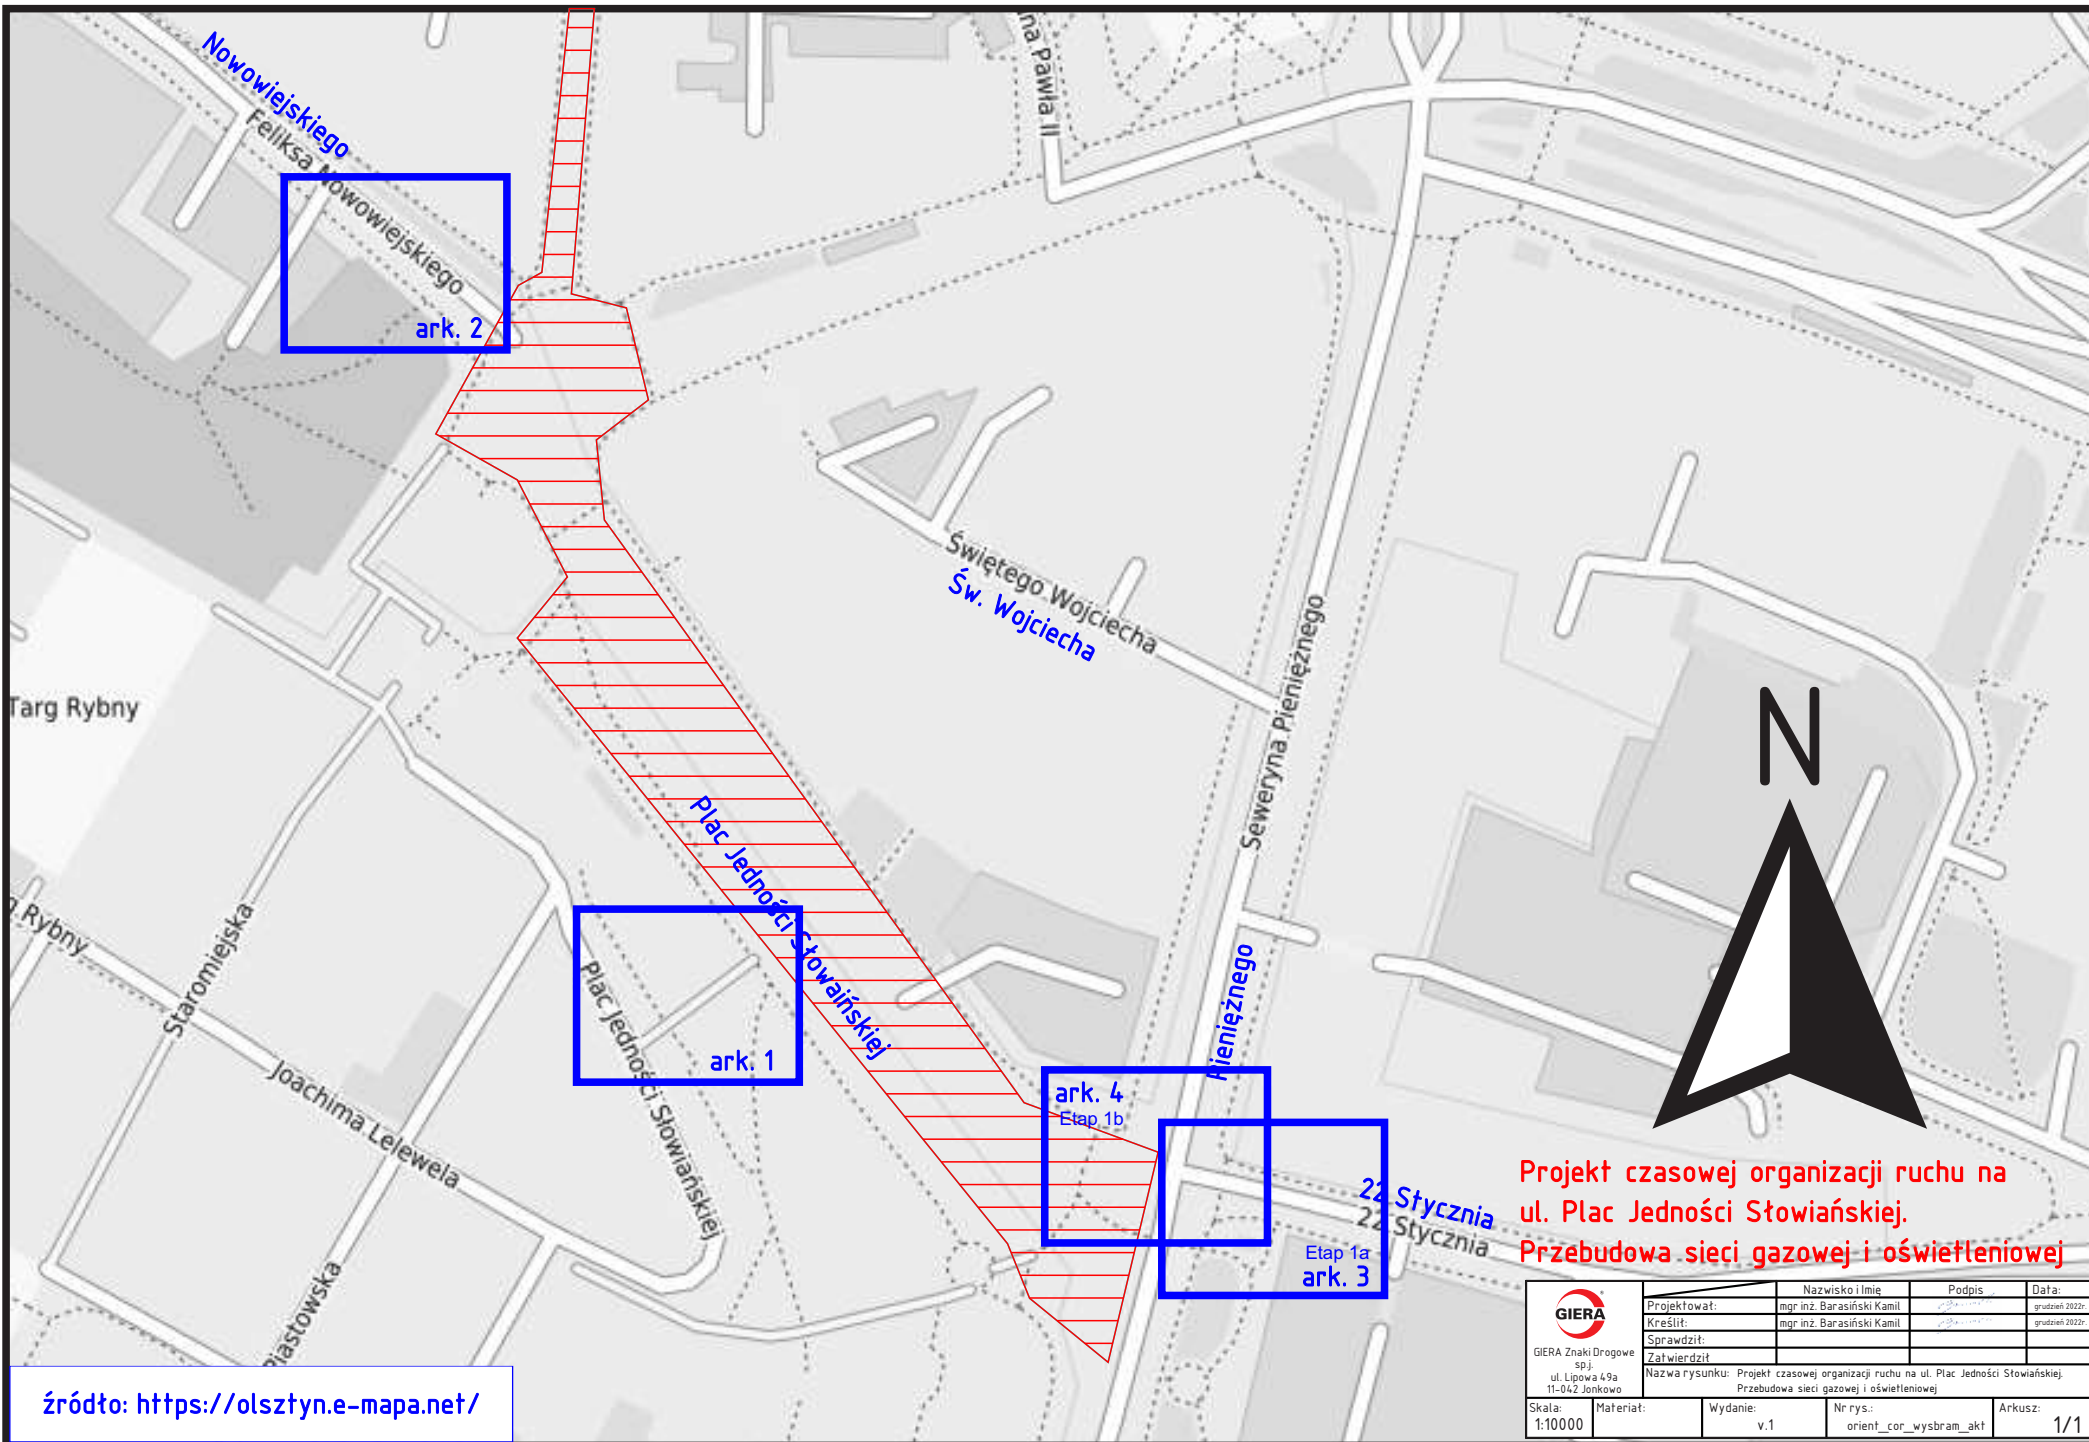 Nowowiejskiego
Feliksa Nowowiejskiego
na Pawła II
ark. 2
Świętego Wojciecha
Św. Wojciecha
Seweryna Pieniężnego
Targ Rybny
N
Plac Jedności Słowaińskiej
g Rybny
Staromiejska
Plac Jedności Słowiańskiej
ark. 1
Pieniężnego
ark. 4
Etap 1b
Joachima Lelewela
22 Stycznia
22 Stycznia
Etap 1a
ark. 3
Piastowska
Projekt czasowej organizacji ruchu na
ul. Plac Jedności Słowiańskiej.
Przebudowa sieci gazowej i oświetleniowej
źródło: https://olsztyn.e-mapa.net/
GIERA
GIERA Znaki Drogowe
sp.j.
ul. Lipowa 49a
11-042 Jonkowo
Nazwisko i Imię Podpis Data:
Projektował: mgr inż. Barasiński Kamil grudzień 2022r.
Kreślił: mgr inż. Barasiński Kamil grudzień 2022r.
Sprawdził:
Zatwierdził
Nazwa rysunku: Projekt czasowej organizacji ruchu na ul. Plac Jedności Słowiańskiej.
Przebudowa sieci gazowej i oświetleniowej
Skala: Materiał: Wydanie: Nr rys.: Arkusz:
1:10000 v.1 orient_cor_wysbram_akt 1/1